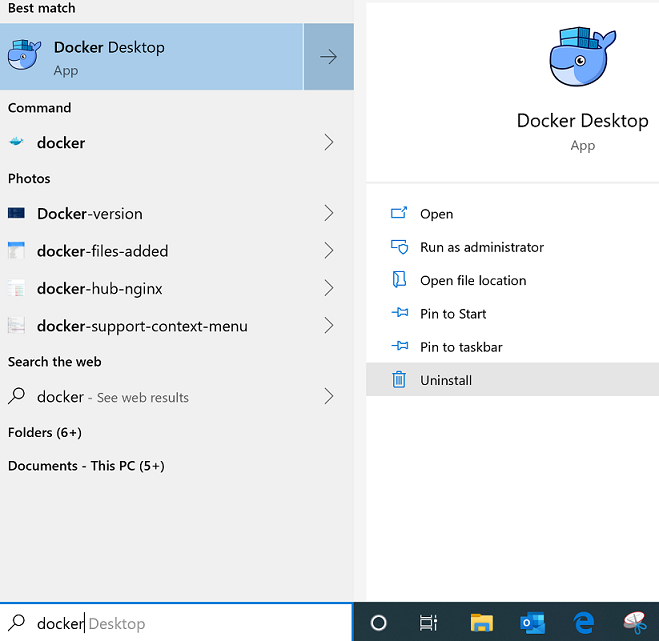 Best match
Docker Desktop
App
Command
docker
Photos
Docker-version
docker-files-added
docker-hub-nginx
docker-support-context-menu
Search the web
docker - See web results
Folders (6+)
Documents - This PC (5+)
docker Desktop
Docker Desktop
App
Open
Run as administrator
Open file location
Pin to Start
Pin to taskbar
Uninstall